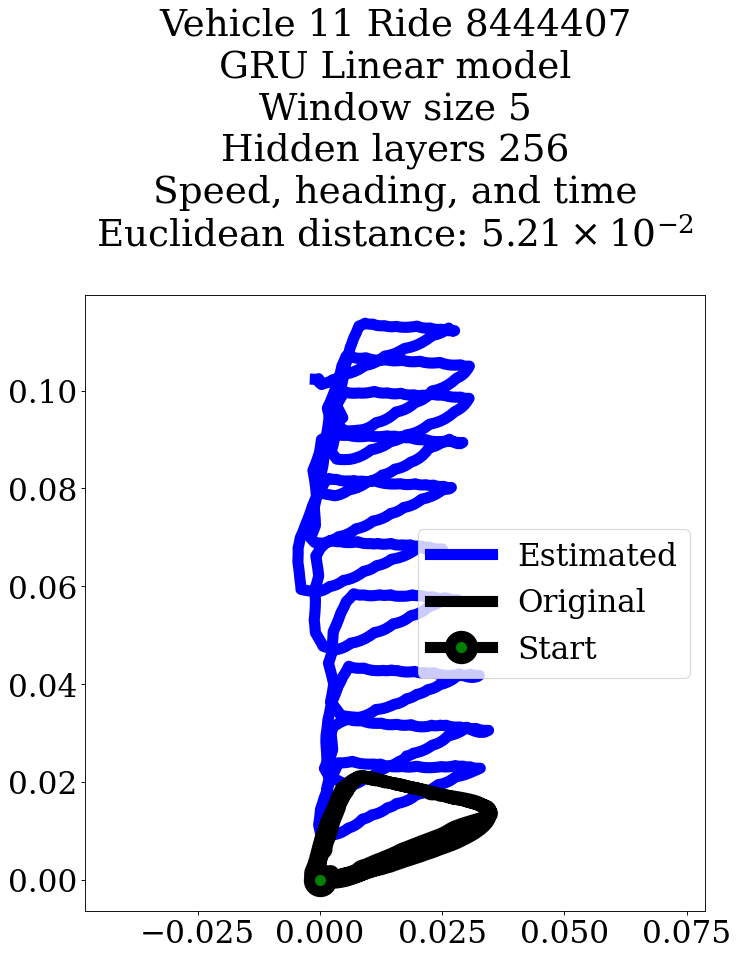 Vehicle 11 Ride 8444407
GRU Linear model
Window size 5
Hidden layers 256
Speed, heading, and time
Euclidean distance: 5.21 × 10⁻²
0.10
0.08
0.06
0.04
0.02
0.00
Estimated
Original
Start
−0.025 0.000 0.025 0.050 0.075